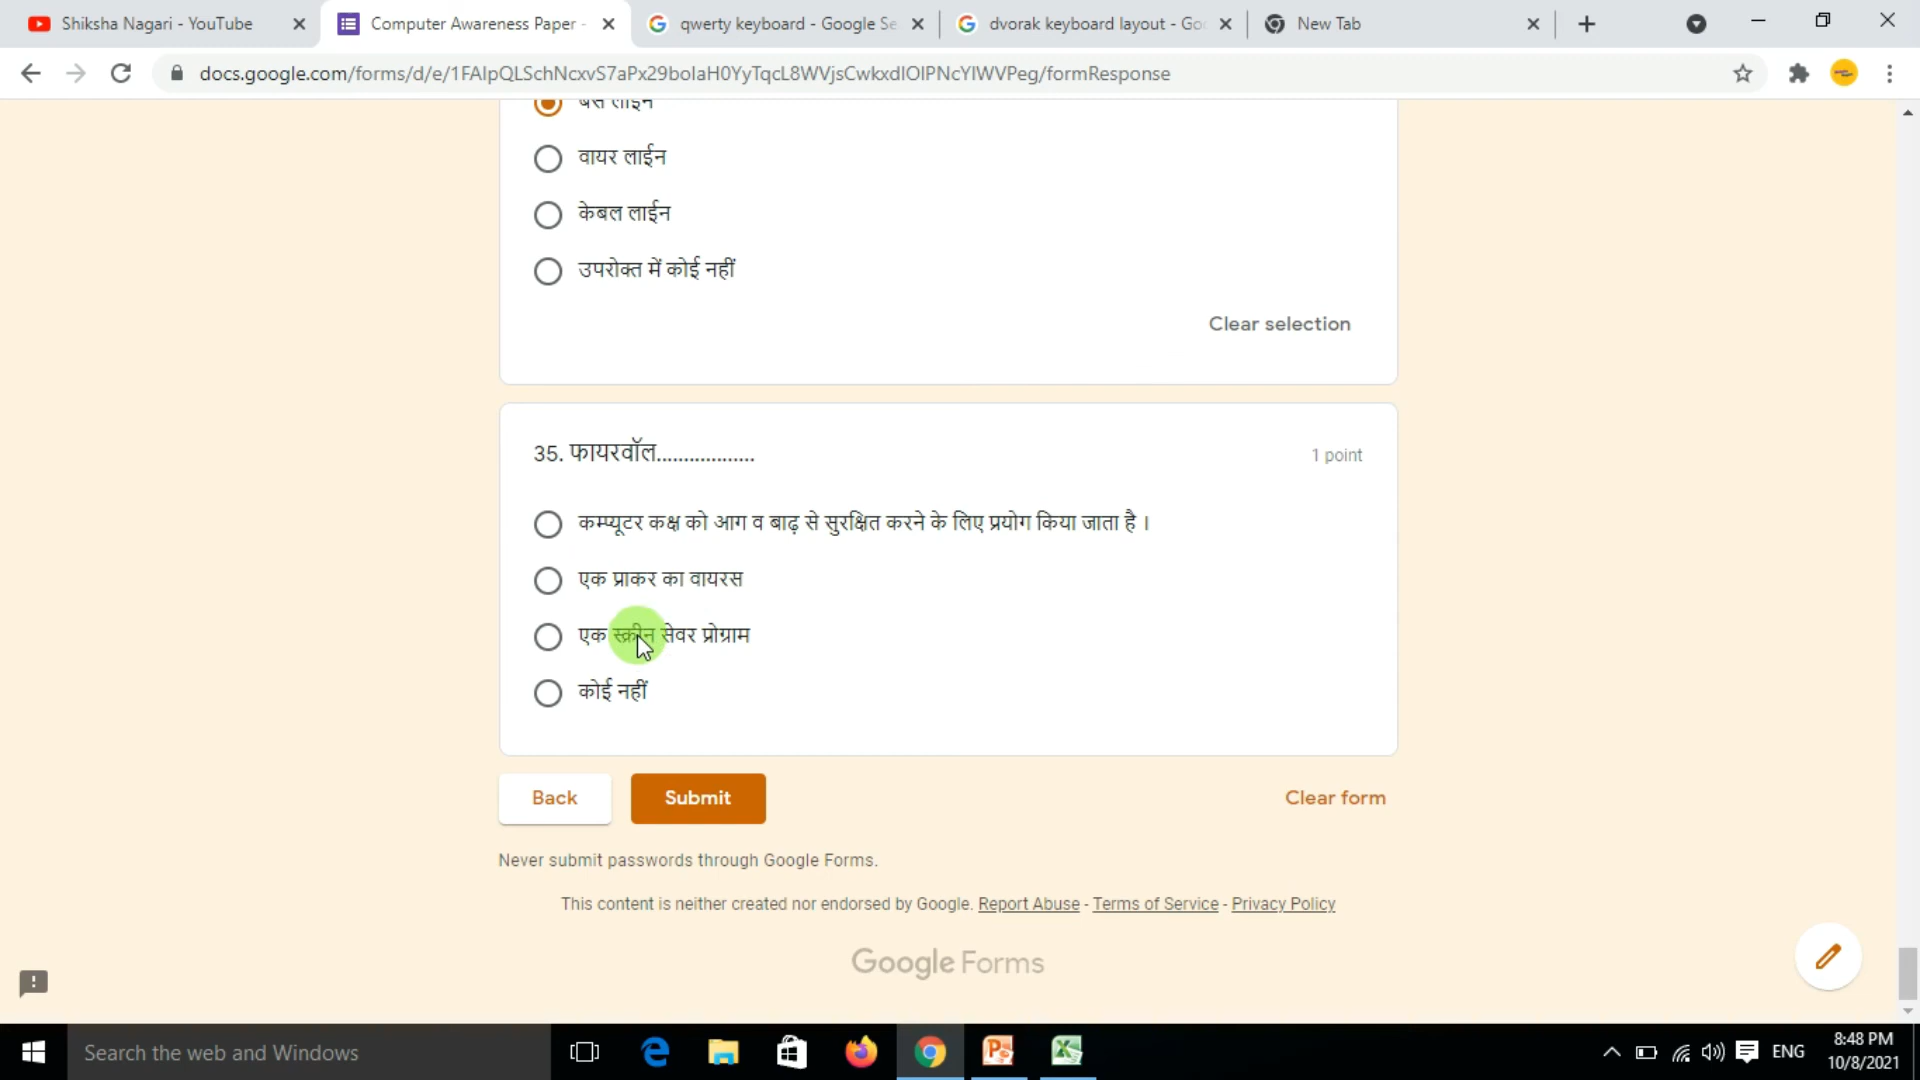 Shiksha Nagari - YouTube
Computer Awareness Paper -
qwerty keyboard - Google Se
dvorak keyboard layout - Go
New Tab
docs.google.com/forms/d/e/1FAIpQLSchNcxvS7aPx29bolaH0YyTqcL8WVjsCwkxdIOIPNcYIWVPeg/formResponse
बस लाईन
वायर लाईन
केबल लाईन
उपरोक्त में कोई नहीं
Clear selection
35. फायरवॉल..................
1 point
कम्प्यूटर कक्ष को आग व बाढ़ से सुरक्षित करने के लिए प्रयोग किया जाता है ।
एक प्राकर का वायरस
एक स्क्रीन सेवर प्रोग्राम
कोई नहीं
Back
Submit
Clear form
Never submit passwords through Google Forms.
This content is neither created nor endorsed by Google. Report Abuse - Terms of Service - Privacy Policy
Google Forms
Search the web and Windows
ENG
8:48 PM
10/8/2021